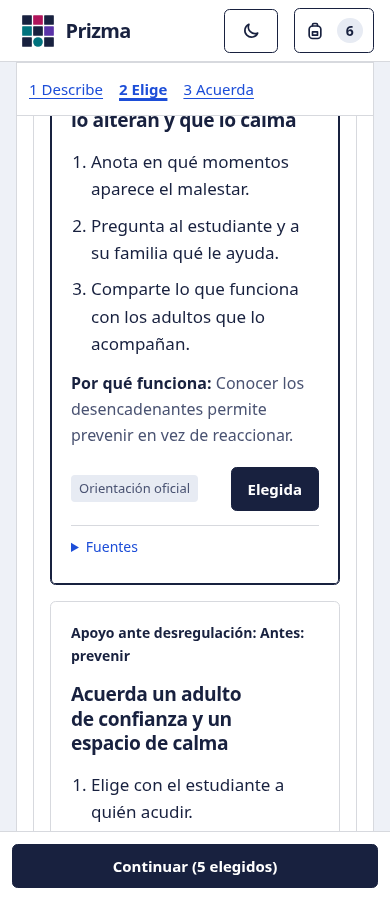 Prizma
6
1 Describe 2 Elige 3 Acuerda
lo alteran y qué lo calma
1. Anota en qué momentos
aparece el malestar.
2. Pregunta al estudiante y a
su familia qué le ayuda.
3. Comparte lo que funciona
con los adultos que lo
acompañan.
Por qué funciona: Conocer los
desencadenantes permite
prevenir en vez de reaccionar.
Orientación oficial
Elegida
Fuentes
Apoyo ante desregulación: Antes:
prevenir
Acuerda un adulto
de confianza y un
espacio de calma
1. Elige con el estudiante a
quién acudir.
Continuar (5 elegidos)